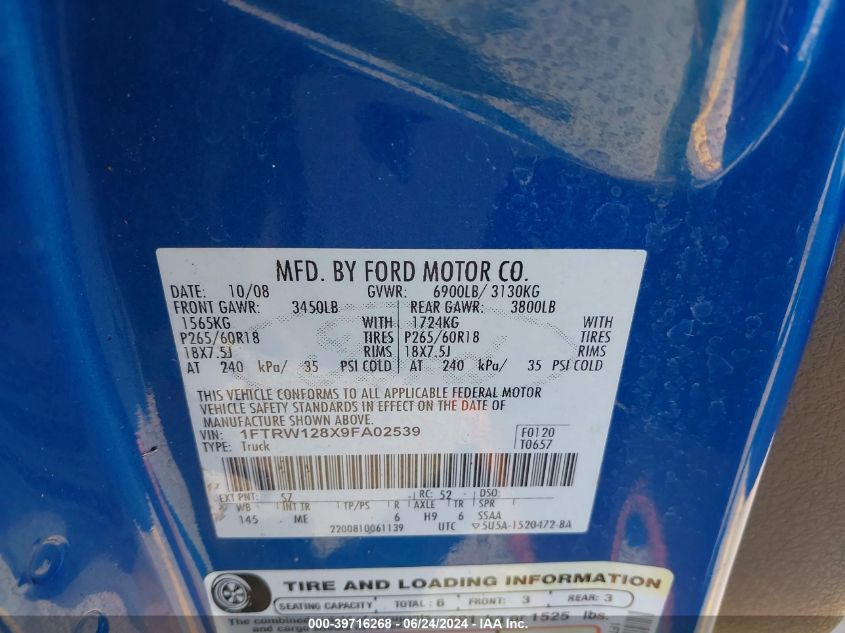 MFD. BY FORD MOTOR CO.
DATE: 10/08 GVWR: 6900LB/ 3130KG
FRONT GAWR: 3450LB REAR GAWR: 3800LB
1565KG WITH 1724KG WITH
P265/60R18 TIRES P265/60R18 TIRES
18X7.5J RIMS 18X7.5J RIMS
AT 240 kPa/ 35 PSI COLD AT 240 kPa/ 35 PSI COLD
THIS VEHICLE CONFORMS TO ALL APPLICABLE FEDERAL MOTOR
VEHICLE SAFETY STANDARDS IN EFFECT ON THE DATE OF
MANUFACTURE SHOWN ABOVE.
VIN: 1FTRW128X9FA02539 F0120
TYPE: Truck T0657
EXT PNT: SZ RC: 52 DSO:
WB INT TR TP/PS R AXLE TR SPR
145 ME 6 H9 6 SSAA
2200810061139 UTC 5U5A-1520472-BA
TIRE AND LOADING INFORMATION
SEATING CAPACITY TOTAL: 6 FRONT: 3 REAR: 3
The combined 1525 lbs.
and cargo
000-39716268 - 06/24/2024 - IAA Inc.